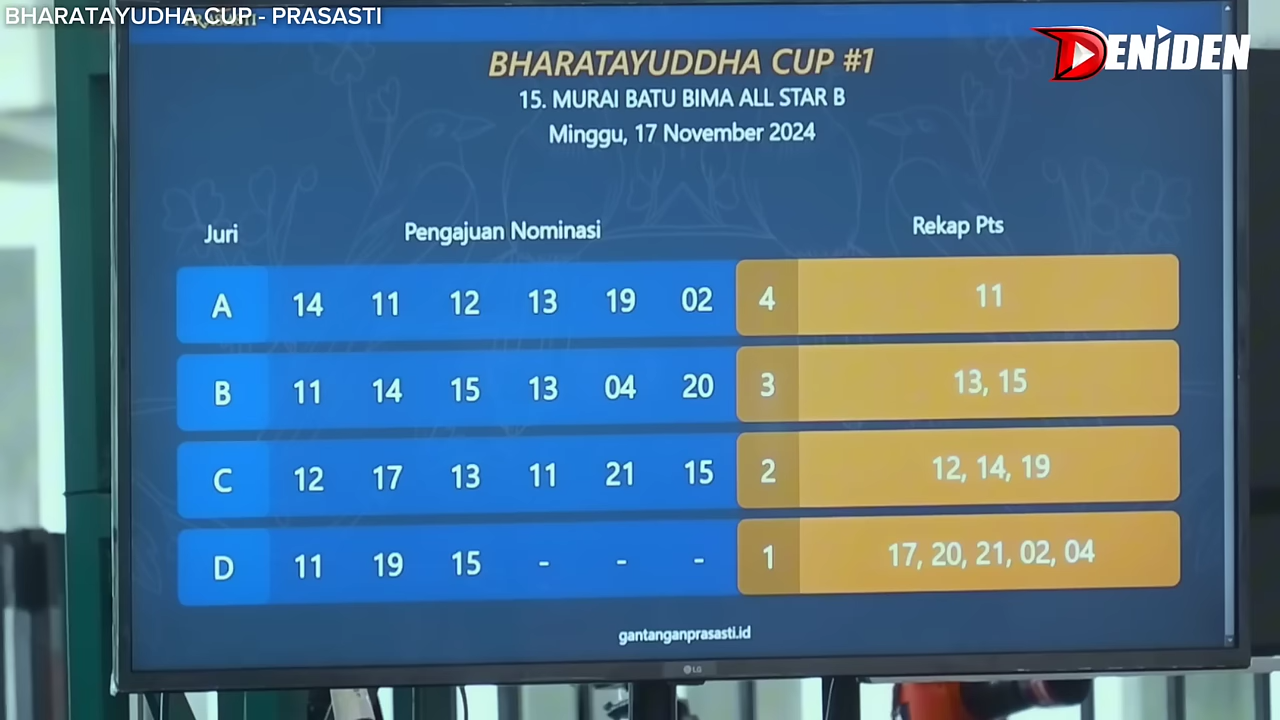 BHARATAYUDHA CUP - PRASASTI
PRASASTI
DENIDEN
BHARATAYUDDHA CUP #1
15. MURAI BATU BIMA ALL STAR B
Minggu, 17 November 2024
Juri Pengajuan Nominasi Rekap Pts
A 14 11 12 13 19 02 4 11
B 11 14 15 13 04 20 3 13, 15
C 12 17 13 11 21 15 2 12, 14, 19
D 11 19 15 - - - 1 17, 20, 21, 02, 04
gantanganprasasti.id
LG